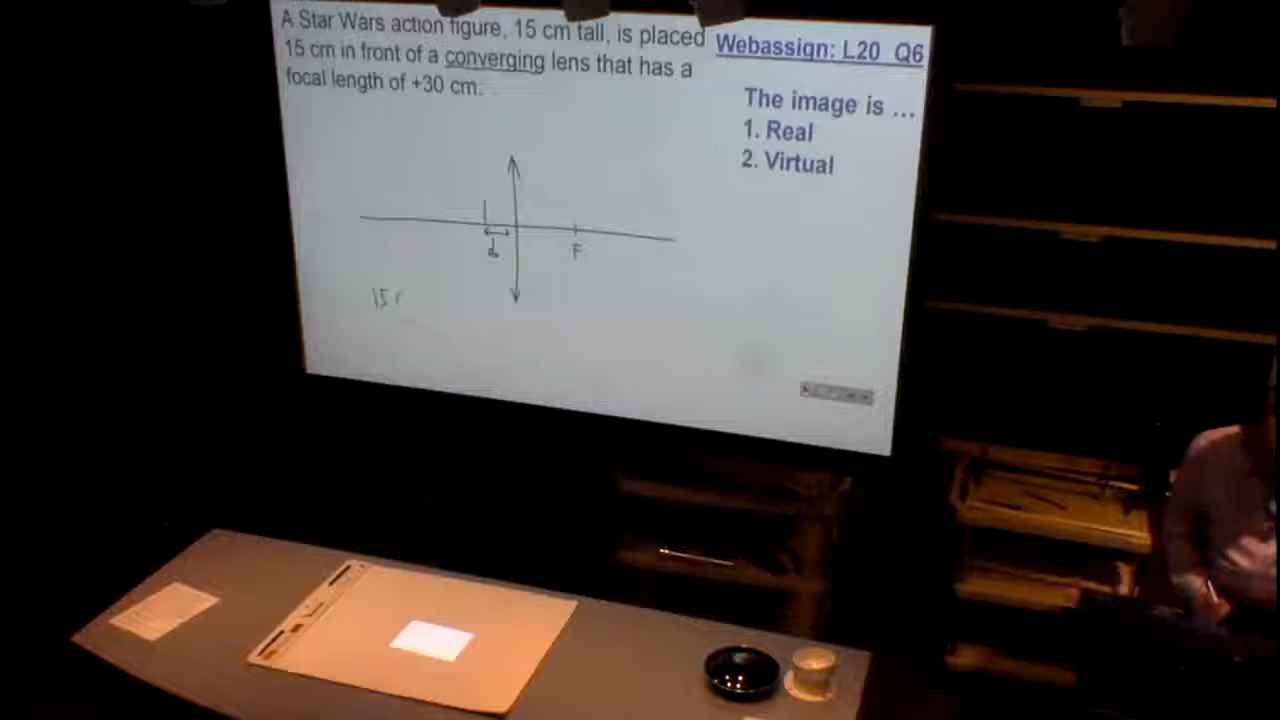 A Star Wars action figure, 15 cm tall, is placed
15 cm in front of a converging lens that has a
focal length of +30 cm.
Webassign: L20 Q6
The image is ...
1. Real
2. Virtual
F
15